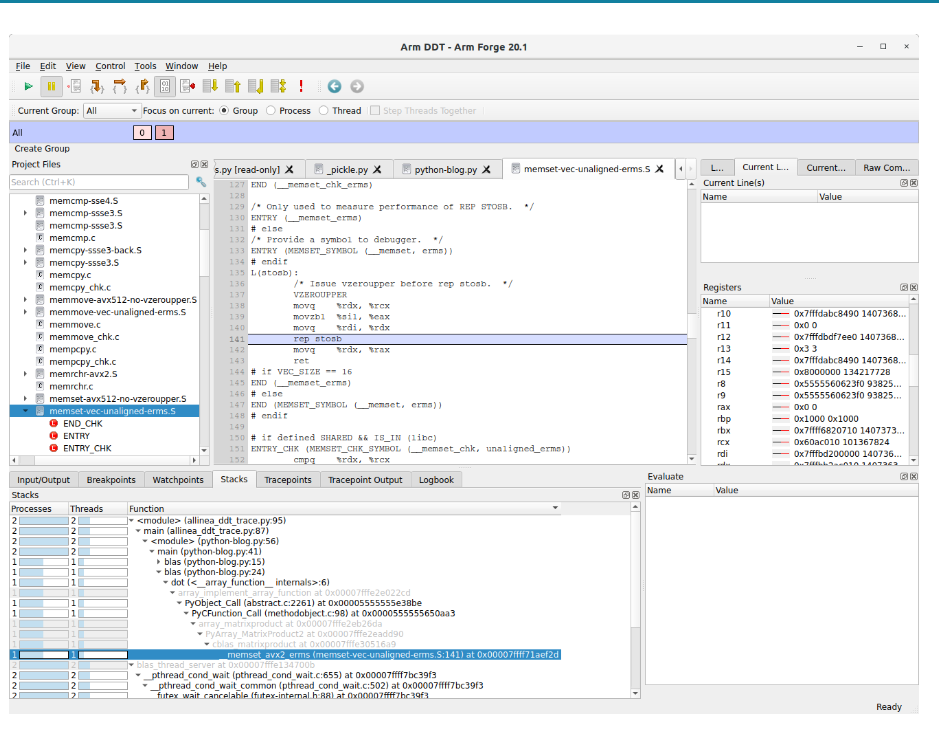 Arm DDT - Arm Forge 20.1
File Edit View Control Tools Window Help
Current Group: All Focus on current: Group Process Thread Step Threads Together
All 0 1
Create Group
Project Files
Search (Ctrl+K)
memcmp-sse4.S
memcmp-ssse3.S
memcmp-ssse3.S
memcmp.c
memcpy-ssse3-back.S
memcpy-ssse3.S
memcpy.c
memcpy_chk.c
memmove-avx512-no-vzeroupper.S
memmove-vec-unaligned-erms.S
memmove.c
memmove_chk.c
mempcpy.c
mempcpy_chk.c
memrchr-avx2.S
memrchr.c
memset-avx512-no-vzeroupper.S
memset-vec-unaligned-erms.S
C END_CHK
C ENTRY
C ENTRY_CHK
s.py [read-only] _pickle.py python-blog.py memset-vec-unaligned-erms.S
127 END (__memset_chk_erms)
128
129 /* Only used to measure performance of REP STOSB. */
130 ENTRY (__memset_erms)
131 # else
132 /* Provide a symbol to debugger. */
133 ENTRY (MEMSET_SYMBOL (__memset, erms))
134 # endif
135 L(stosb):
136 /* Issue vzeroupper before rep stosb. */
137 VZEROUPPER
138 movq %rdx, %rcx
139 movzbl %sil, %eax
140 movq %rdi, %rdx
141 rep stosb
142 movq %rdx, %rax
143 ret
144 # if VEC_SIZE == 16
145 END (__memset_erms)
146 # else
147 END (MEMSET_SYMBOL (__memset, erms))
148 # endif
149
150 # if defined SHARED && IS_IN (libc)
151 ENTRY_CHK (MEMSET_CHK_SYMBOL (__memset_chk, unaligned_erms))
152 cmpq %rdx, %rcx
L... Current L... Current... Raw Com...
Current Line(s)
Name Value
Registers
Name Value
r10 0x7fffdabc8490 1407368...
r11 0x0 0
r12 0x7fffdbdf7ee0 1407368...
r13 0x3 3
r14 0x7fffdabc8490 1407368...
r15 0x8000000 134217728
r8 0x5555560623f0 93825...
r9 0x5555560623f0 93825...
rax 0x0 0
rbp 0x1000 0x1000
rbx 0x7ffff6820710 1407373...
rcx 0x60ac010 101367824
rdi 0x7fffbd200000 140736...
Input/Output Breakpoints Watchpoints Stacks Tracepoints Tracepoint Output Logbook
Stacks
Processes Threads Function
2 2 <module> (allinea_ddt_trace.py:95)
2 2 main (allinea_ddt_trace.py:87)
2 2 <module> (python-blog.py:56)
2 2 main (python-blog.py:41)
1 1 blas (python-blog.py:15)
1 1 blas (python-blog.py:24)
1 1 dot (<__array_function__ internals>:6)
1 1 array_implement_array_function at 0x00007fffe2e022cd
1 1 PyObject_Call (abstract.c:2261) at 0x00005555555e38be
1 1 PyCFunction_Call (methodobject.c:98) at 0x0000555555650aa3
1 1 array_matrixproduct at 0x00007fffe2eb26da
1 1 PyArray_MatrixProduct2 at 0x00007fffe2eadd90
1 1 cblas_matrixproduct at 0x00007fffe30516a9
1 1 __memset_avx2_erms (memset-vec-unaligned-erms.S:141) at 0x00007ffff71aef2d
2 2 blas_thread_server at 0x00007fffe134700b
2 2 __pthread_cond_wait (pthread_cond_wait.c:655) at 0x00007ffff7bc39f3
2 2 __pthread_cond_wait_common (pthread_cond_wait.c:502) at 0x00007ffff7bc39f3
2 2 futex_wait_cancelable (futex-internal.h:88) at 0x00007ffff7bc39f3
Evaluate
Name Value
Ready